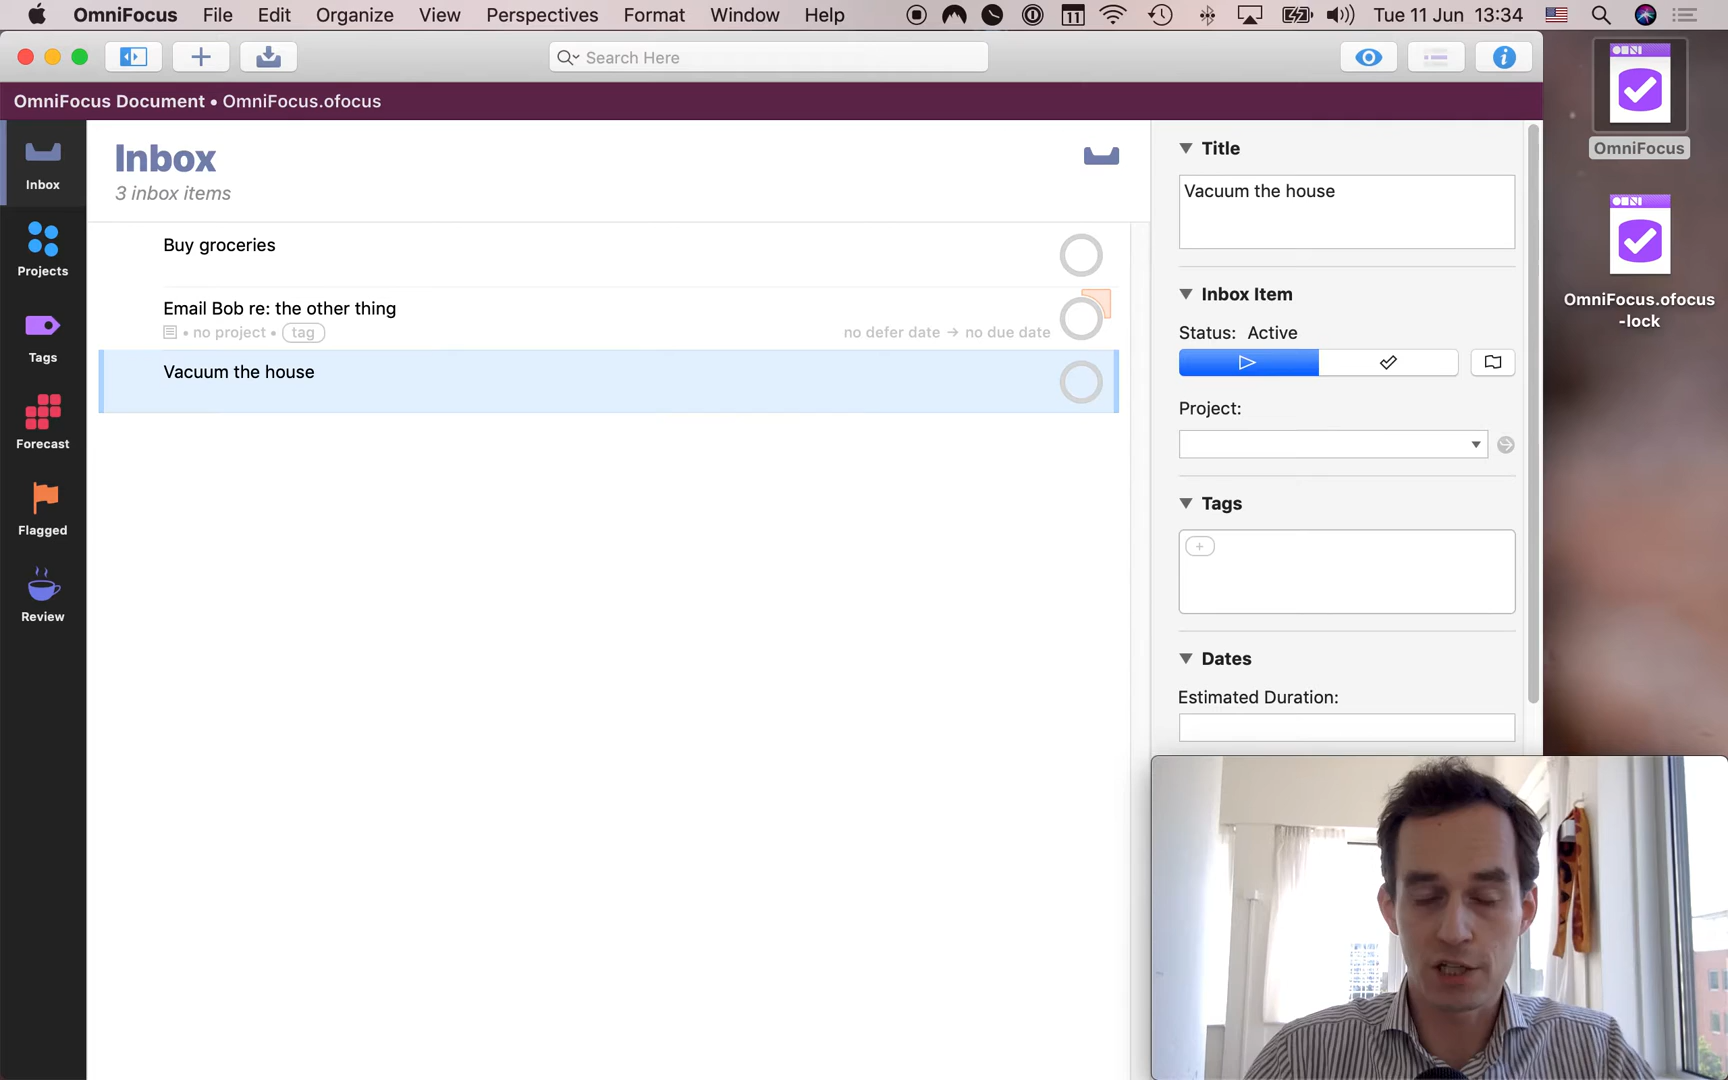 OmniFocus File Edit Organize View Perspectives Format Window Help 11 Tue 11 Jun 13:34
Search Here
OmniFocus Document • OmniFocus.ofocus
Inbox
Projects
Tags
Forecast
Flagged
Review
Inbox
3 inbox items
Buy groceries
Email Bob re: the other thing
• no project • tag no defer date → no due date
Vacuum the house
Title
Vacuum the house
Inbox Item
Status: Active
Project:
Tags
Dates
Estimated Duration:
OMNI
OmniFocus
OMNI
OmniFocus.ofocus
-lock